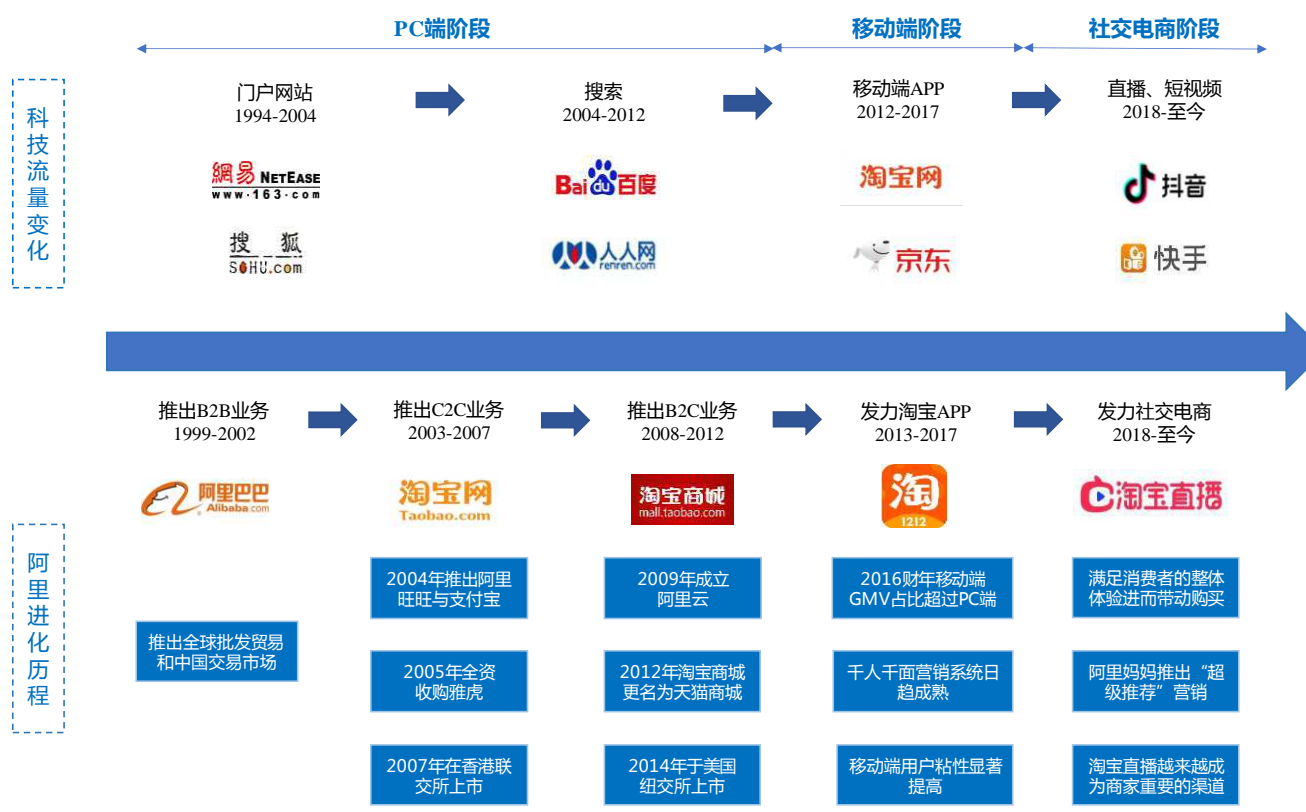 PC端阶段
移动端阶段
社交电商阶段
科技流量变化
门户网站
1994-2004
搜索
2004-2012
移动端APP
2012-2017
直播、短视频
2018-至今
網易 NETEASE
www.163.com
Bai du 百度
淘宝网
抖音
搜狐
SOHU.com
人人网
renren.com
京东
快手
阿里进化历程
推出B2B业务
1999-2002
推出C2C业务
2003-2007
推出B2C业务
2008-2012
发力淘宝APP
2013-2017
发力社交电商
2018-至今
阿里巴巴
Alibaba.com
淘宝网
Taobao.com
淘宝商城
mall.taobao.com
淘
1212
淘宝直播
推出全球批发贸易
和中国交易市场
2004年推出阿里
旺旺与支付宝
2005年全资
收购雅虎
2007年在香港联
交所上市
2009年成立
阿里云
2012年淘宝商城
更名为天猫商城
2014年于美国
纽交所上市
2016财年移动端
GMV占比超过PC端
千人千面营销系统日
趋成熟
移动端用户粘性显著
提高
满足消费者的整体
体验进而带动购买
阿里妈妈推出“超
级推荐”营销
淘宝直播越来越成
为商家重要的渠道